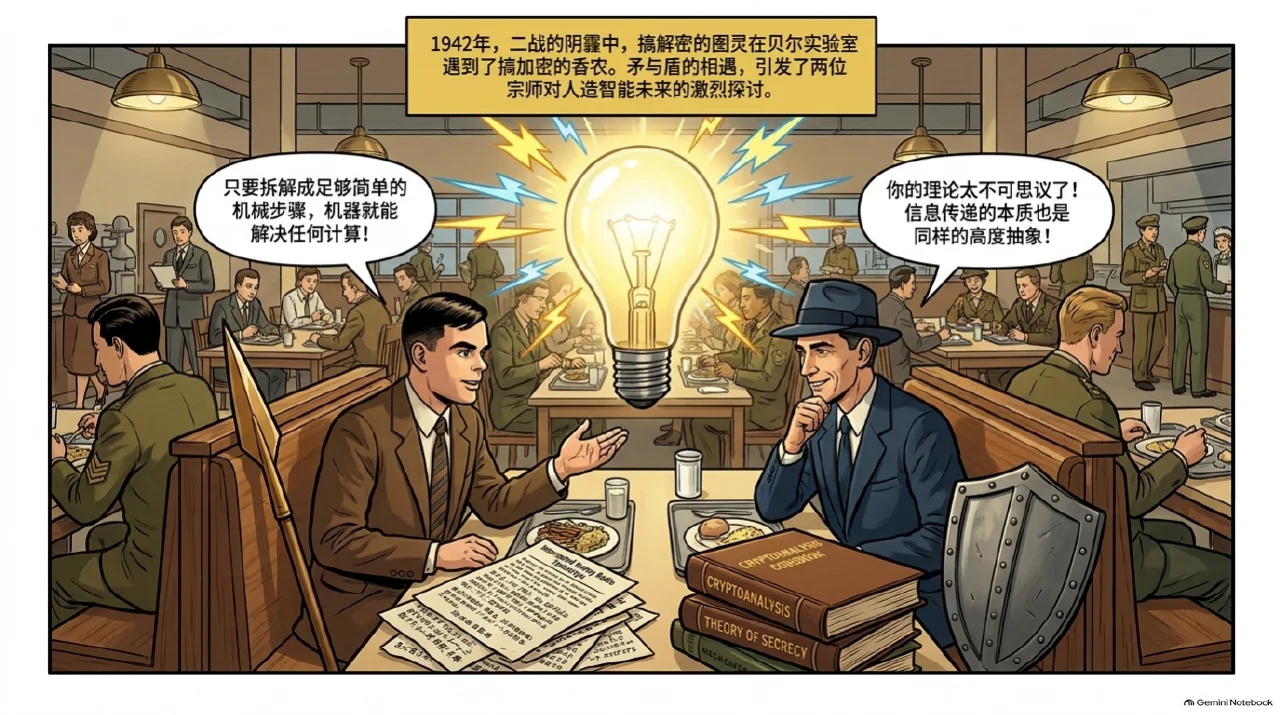 1942年，二战的阴霾中，搞解密的图灵在贝尔实验室
遇到了搞加密的香农。矛与盾的相遇，引发了两位
宗师对人造智能未来的激烈探讨。
只要拆解成足够简单的
机械步骤，机器就能
解决任何计算！
你的理论太不可思议了！
信息传递的本质也是
同样的高度抽象！
CRYPTOANALYSIS
THEORY OF SECRECY
Gemini Notebook